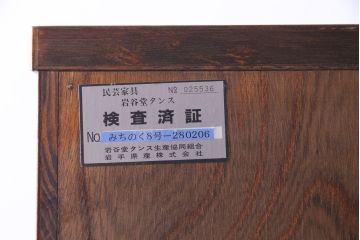 民芸家具 No 025536
岩谷堂タンス
検査済証
No みちのく8号-280206
岩谷堂タンス生産協同組合
岩手県産株式会社